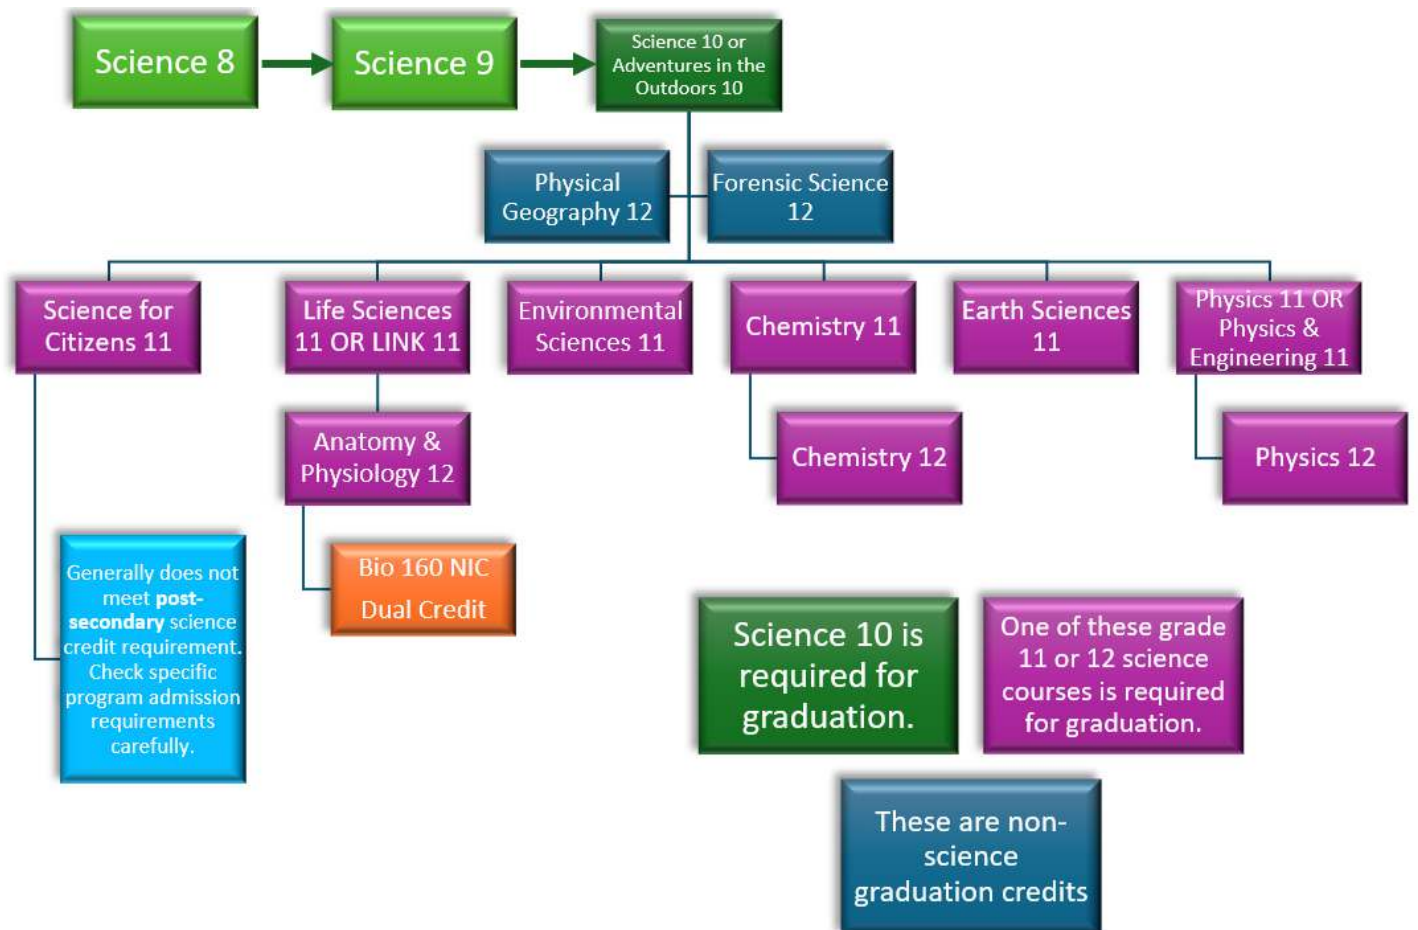 Science 8
Science 9
Science 10 or
Adventures in the
Outdoors 10
Physical
Geography 12
Forensic Science
12
Science for
Citizens 11
Life Sciences
11 OR LINK 11
Environmental
Sciences 11
Chemistry 11
Earth Sciences
11
Physics 11 OR
Physics &
Engineering 11
Anatomy &
Physiology 12
Chemistry 12
Physics 12
Generally does not
meet post-
secondary science
credit requirement.
Check specific
program admission
requirements
carefully.
Bio 160 NIC
Dual Credit
Science 10 is
required for
graduation.
One of these grade
11 or 12 science
courses is required
for graduation.
These are non-
science
graduation credits